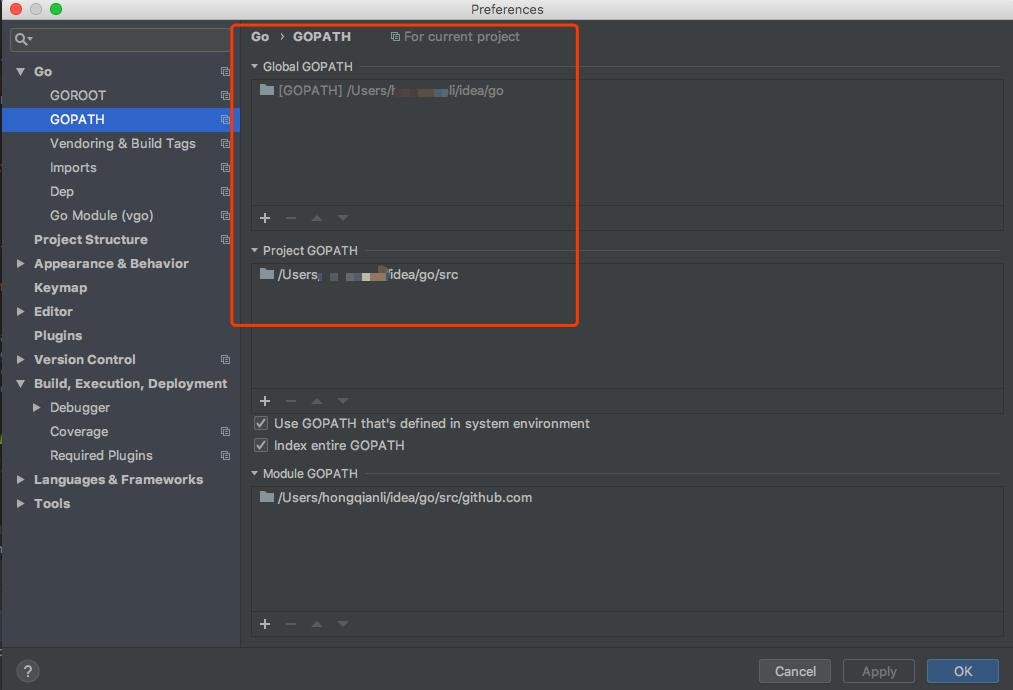 Preferences
Go
GOROOT
GOPATH
Vendoring & Build Tags
Imports
Dep
Go Module (vgo)
Project Structure
Appearance & Behavior
Keymap
Editor
Plugins
Version Control
Build, Execution, Deployment
Debugger
Coverage
Required Plugins
Languages & Frameworks
Tools
Go › GOPATH For current project
Global GOPATH
[GOPATH] /Users/ li/idea/go
Project GOPATH
/Users /idea/go/src
Use GOPATH that's defined in system environment
Index entire GOPATH
Module GOPATH
/Users/hongqianli/idea/go/src/github.com
? Cancel Apply OK